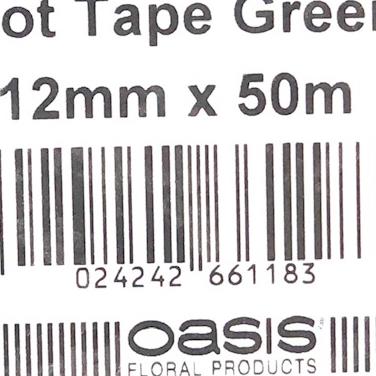 ot Tape Green
12mm x 50m
024242 661183
OASIS
FLORAL PRODUCTS